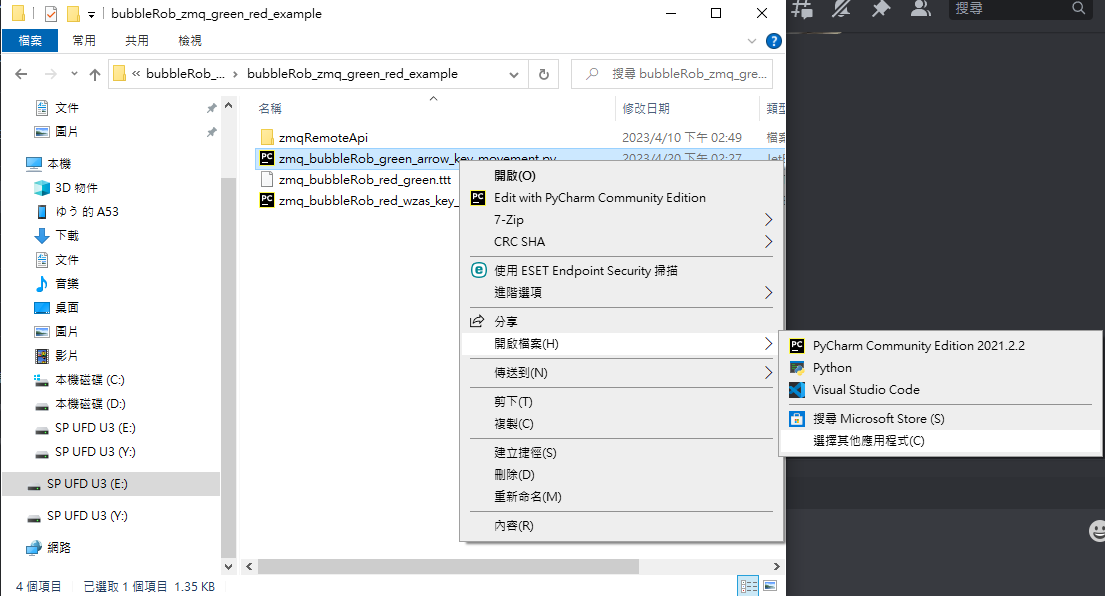 bubbleRob_zmq_green_red_example
檔案
常用
共用
檢視
« bubbleRob_... › bubbleRob_zmq_green_red_example
搜尋 bubbleRob_zmq_gre...
搜尋
文件
圖片
本機
3D 物件
ゆう 的 A53
下載
文件
音樂
桌面
圖片
影片
本機磁碟 (C:)
本機磁碟 (D:)
SP UFD U3 (E:)
SP UFD U3 (Y:)
SP UFD U3 (E:)
SP UFD U3 (Y:)
網路
名稱
修改日期
類型
zmqRemoteApi
2023/4/10 下午 02:49
檔案
zmq_bubbleRob_green_arrow_key_movement.py
2023/4/20 下午 02:27
zmq_bubbleRob_red_green.ttt
zmq_bubbleRob_red_wzas_key_
開啟(O)
Edit with PyCharm Community Edition
7-Zip
CRC SHA
使用 ESET Endpoint Security 掃描
進階選項
分享
開啟檔案(H)
傳送到(N)
剪下(T)
複製(C)
建立捷徑(S)
刪除(D)
重新命名(M)
內容(R)
PyCharm Community Edition 2021.2.2
Python
Visual Studio Code
搜尋 Microsoft Store (S)
選擇其他應用程式(C)
4 個項目
已選取 1 個項目 1.35 KB